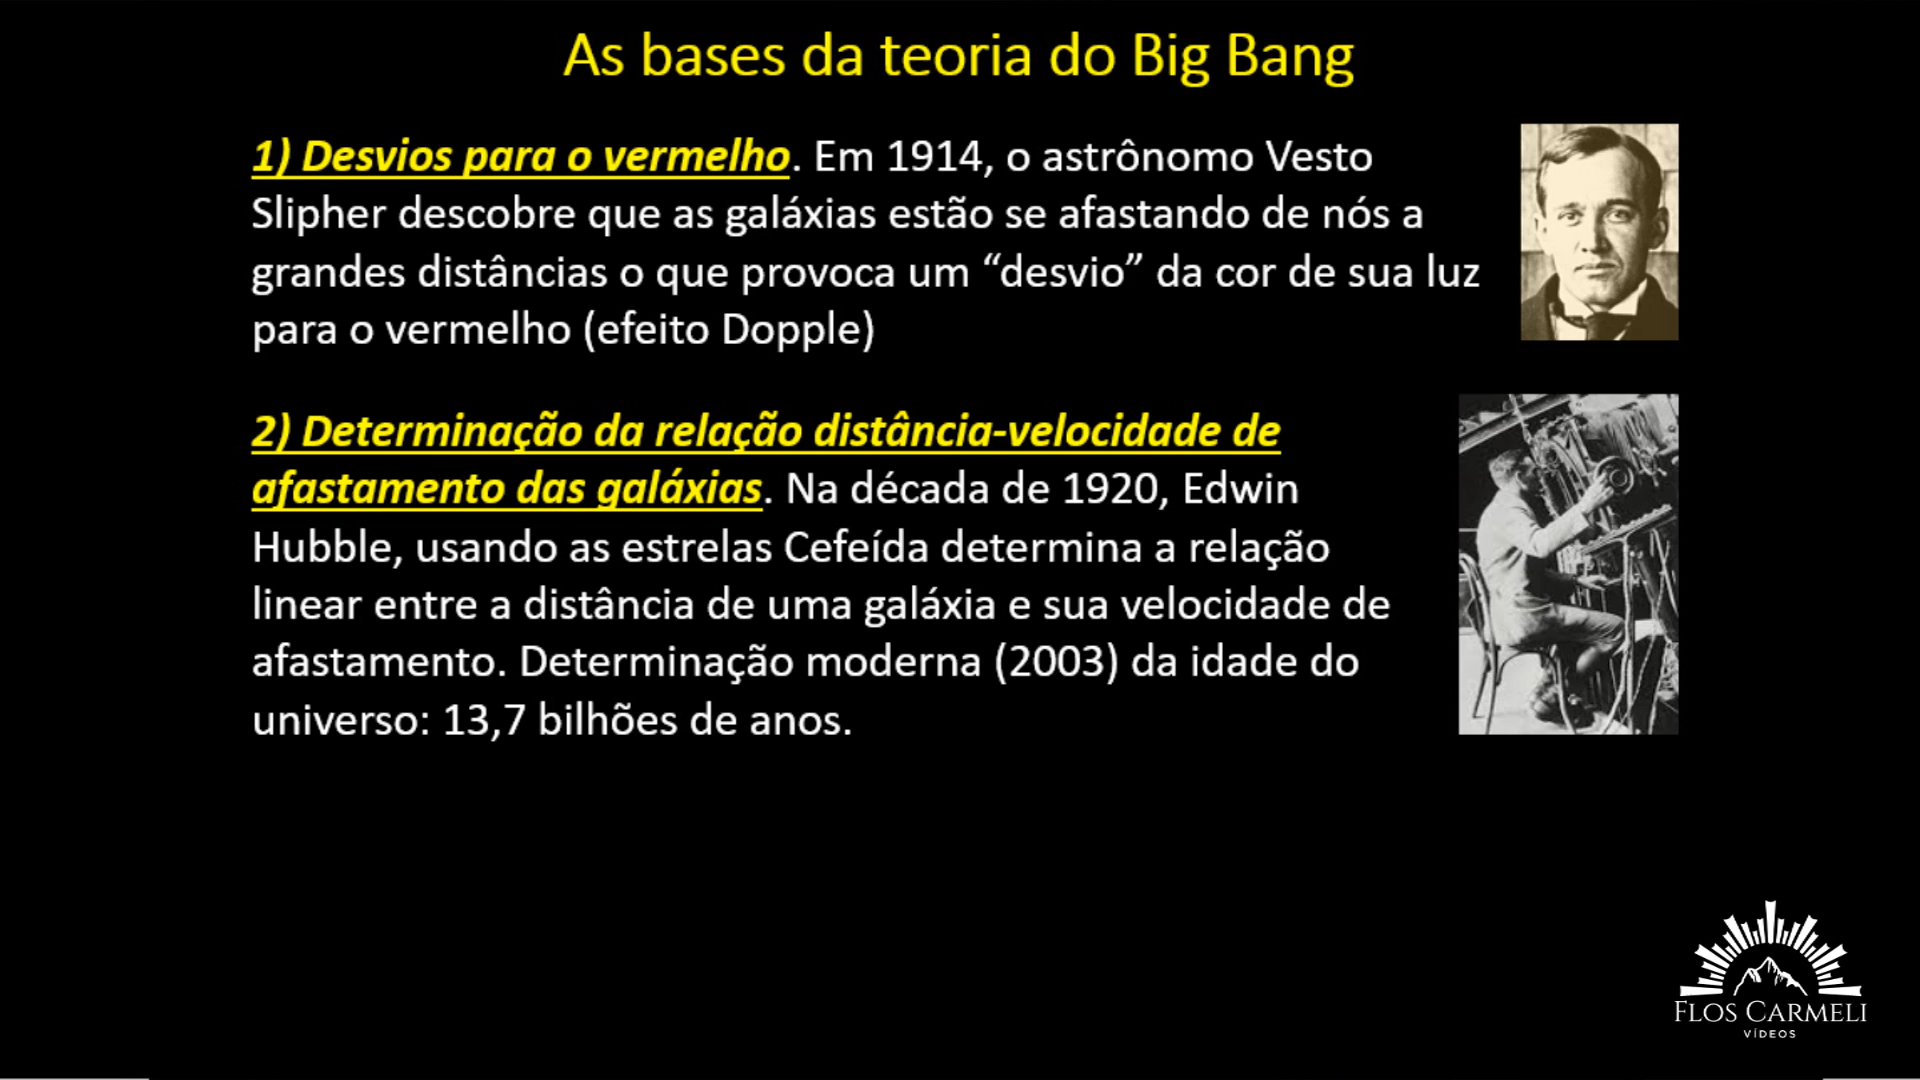 As bases da teoria do Big Bang
1) Desvios para o vermelho. Em 1914, o astrônomo Vesto
Slipher descobre que as galáxias estão se afastando de nós a
grandes distâncias o que provoca um “desvio” da cor de sua luz
para o vermelho (efeito Dopple)
2) Determinação da relação distância-velocidade de
afastamento das galáxias. Na década de 1920, Edwin
Hubble, usando as estrelas Cefeída determina a relação
linear entre a distância de uma galáxia e sua velocidade de
afastamento. Determinação moderna (2003) da idade do
universo: 13,7 bilhões de anos.
FLOS CARMELI
VÍDEOS